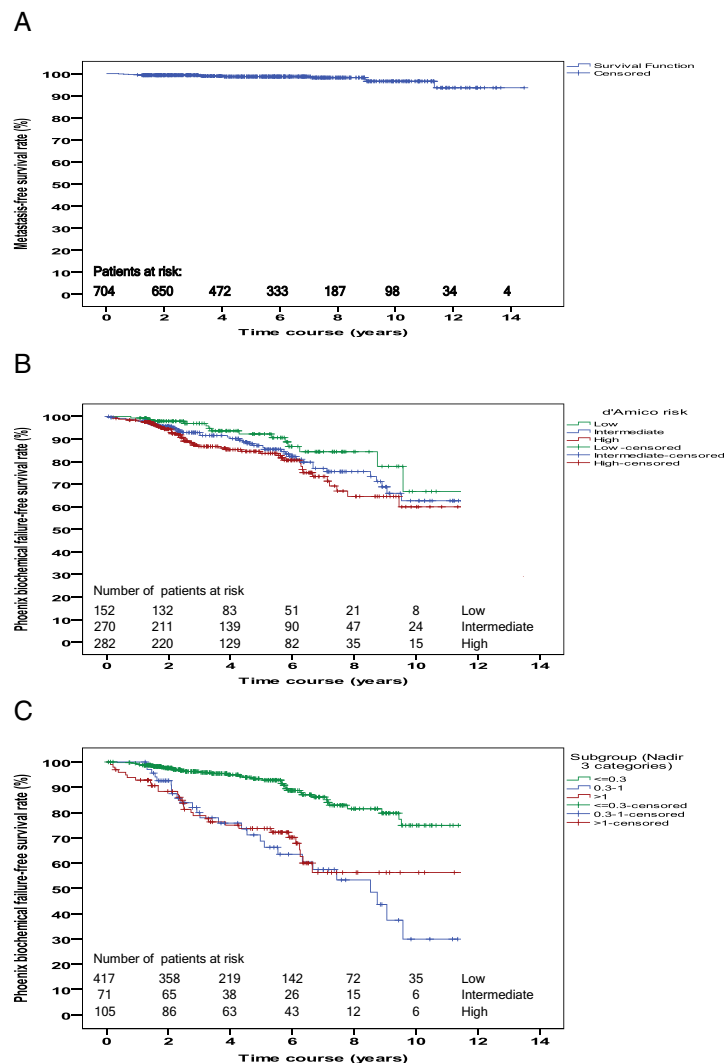 A
Metastasis-free survival rate (%)
100
90
80
70
60
50
40
30
20
10
0
Patients at risk:
704 650 472 333 187 98 34 4
0 2 4 6 8 10 12 14
Time course (years)
Survival Function
Censored
B
Phoenix biochemical failure-free survival rate (%)
100
90
80
70
60
50
40
30
20
10
0
Number of patients at risk
152 132 83 51 21 8 Low
270 211 139 90 47 24 Intermediate
282 220 129 82 35 15 High
0 2 4 6 8 10 12 14
Time course (years)
d'Amico risk
Low
Intermediate
High
Low -censored
Intermediate-censored
High-censored
C
Phoenix biochemical failure-free survival rate (%)
100
90
80
70
60
50
40
30
20
10
0
Number of patients at risk
417 358 219 142 72 35 Low
71 65 38 26 15 6 Intermediate
105 86 63 43 12 6 High
0 2 4 6 8 10 12 14
Time course (years)
Subgroup (Nadir
3 categories)
<=0.3
0.3-1
>1
<=0.3-censored
0.3-1-censored
>1-censored